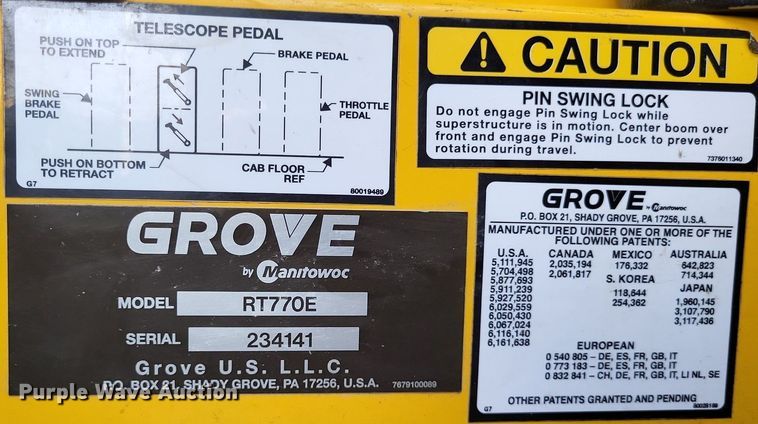 TELESCOPE PEDAL
PUSH ON TOP
TO EXTEND
BRAKE PEDAL
SWING
BRAKE
PEDAL
THROTTLE
PEDAL
PUSH ON BOTTOM
TO RETRACT
CAB FLOOR
REF
G7
80019489
CAUTION
PIN SWING LOCK
Do not engage Pin Swing Lock while
superstructure is in motion. Center boom over
front and engage Pin Swing Lock to prevent
rotation during travel.
7376011340
GROVE
by Manitowoc
MODEL RT770E
SERIAL 234141
Grove U.S. L.L.C.
P.O. BOX 21, SHADY GROVE, PA 17256, U.S.A.
7679100089
GROVE
by Manitowoc
P.O. BOX 21, SHADY GROVE, PA 17256, U.S.A.
MANUFACTURED UNDER ONE OR MORE OF THE
FOLLOWING PATENTS:
U.S.A.
5,111,945
5,704,498
5,877,693
5,911,239
5,927,520
6,029,559
6,050,430
6,067,024
6,116,140
6,161,638
CANADA
2,035,194
2,061,817
MEXICO
176,332
S. KOREA
118,644
254,362
AUSTRALIA
642,823
714,344
JAPAN
1,960,145
3,107,790
3,117,436
EUROPEAN
0 540 805 – DE, ES, FR, GB, IT
0 773 183 – DE, ES, FR, GB, IT
0 832 841 – CH, DE, FR, GB, IT, LI NL, SE
OTHER PATENTS GRANTED AND PENDING
G7
Purple Wave Auction